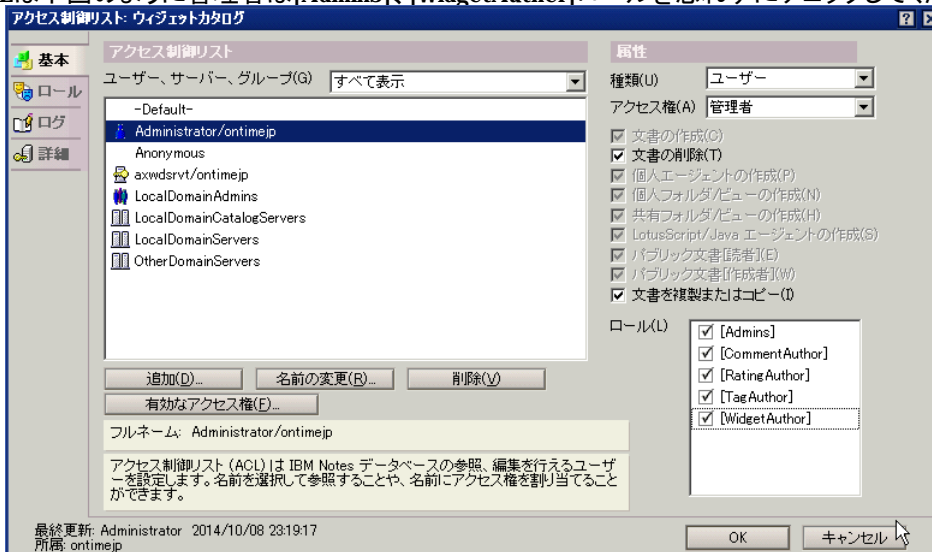 アクセス制御リスト: ウィジェットカタログ
基本
ロール
ログ
詳細
アクセス制御リスト
ユーザー、サーバー、グループ(G) すべて表示
-Default-
Administrator/ontimejp
Anonymous
axwdsrvt/ontimejp
LocalDomainAdmins
LocalDomainCatalogServers
LocalDomainServers
OtherDomainServers
追加(D)... 名前の変更(R)... 削除(V)
有効なアクセス権(F)...
フルネーム: Administrator/ontimejp
アクセス制御リスト (ACL) は IBM Notes データベースの参照、編集を行えるユーザ
ーを設定します。名前を選択して参照することや、名前にアクセス権を割り当てること
ができます。
属性
種類(U) ユーザー
アクセス権(A) 管理者
文書の作成(C)
文書の削除(T)
個人エージェントの作成(P)
個人フォルダ/ビューの作成(N)
共有フォルダ/ビューの作成(H)
LotusScript/Java エージェントの作成(S)
パブリック文書[読者](E)
パブリック文書[作成者](W)
文書を複製またはコピー(I)
ロール(L)
[Admins]
[CommentAuthor]
[RatingAuthor]
[TagAuthor]
[WidgetAuthor]
最終更新: Administrator 2014/10/08 23:19:17
所属: ontimejp
OK キャンセル